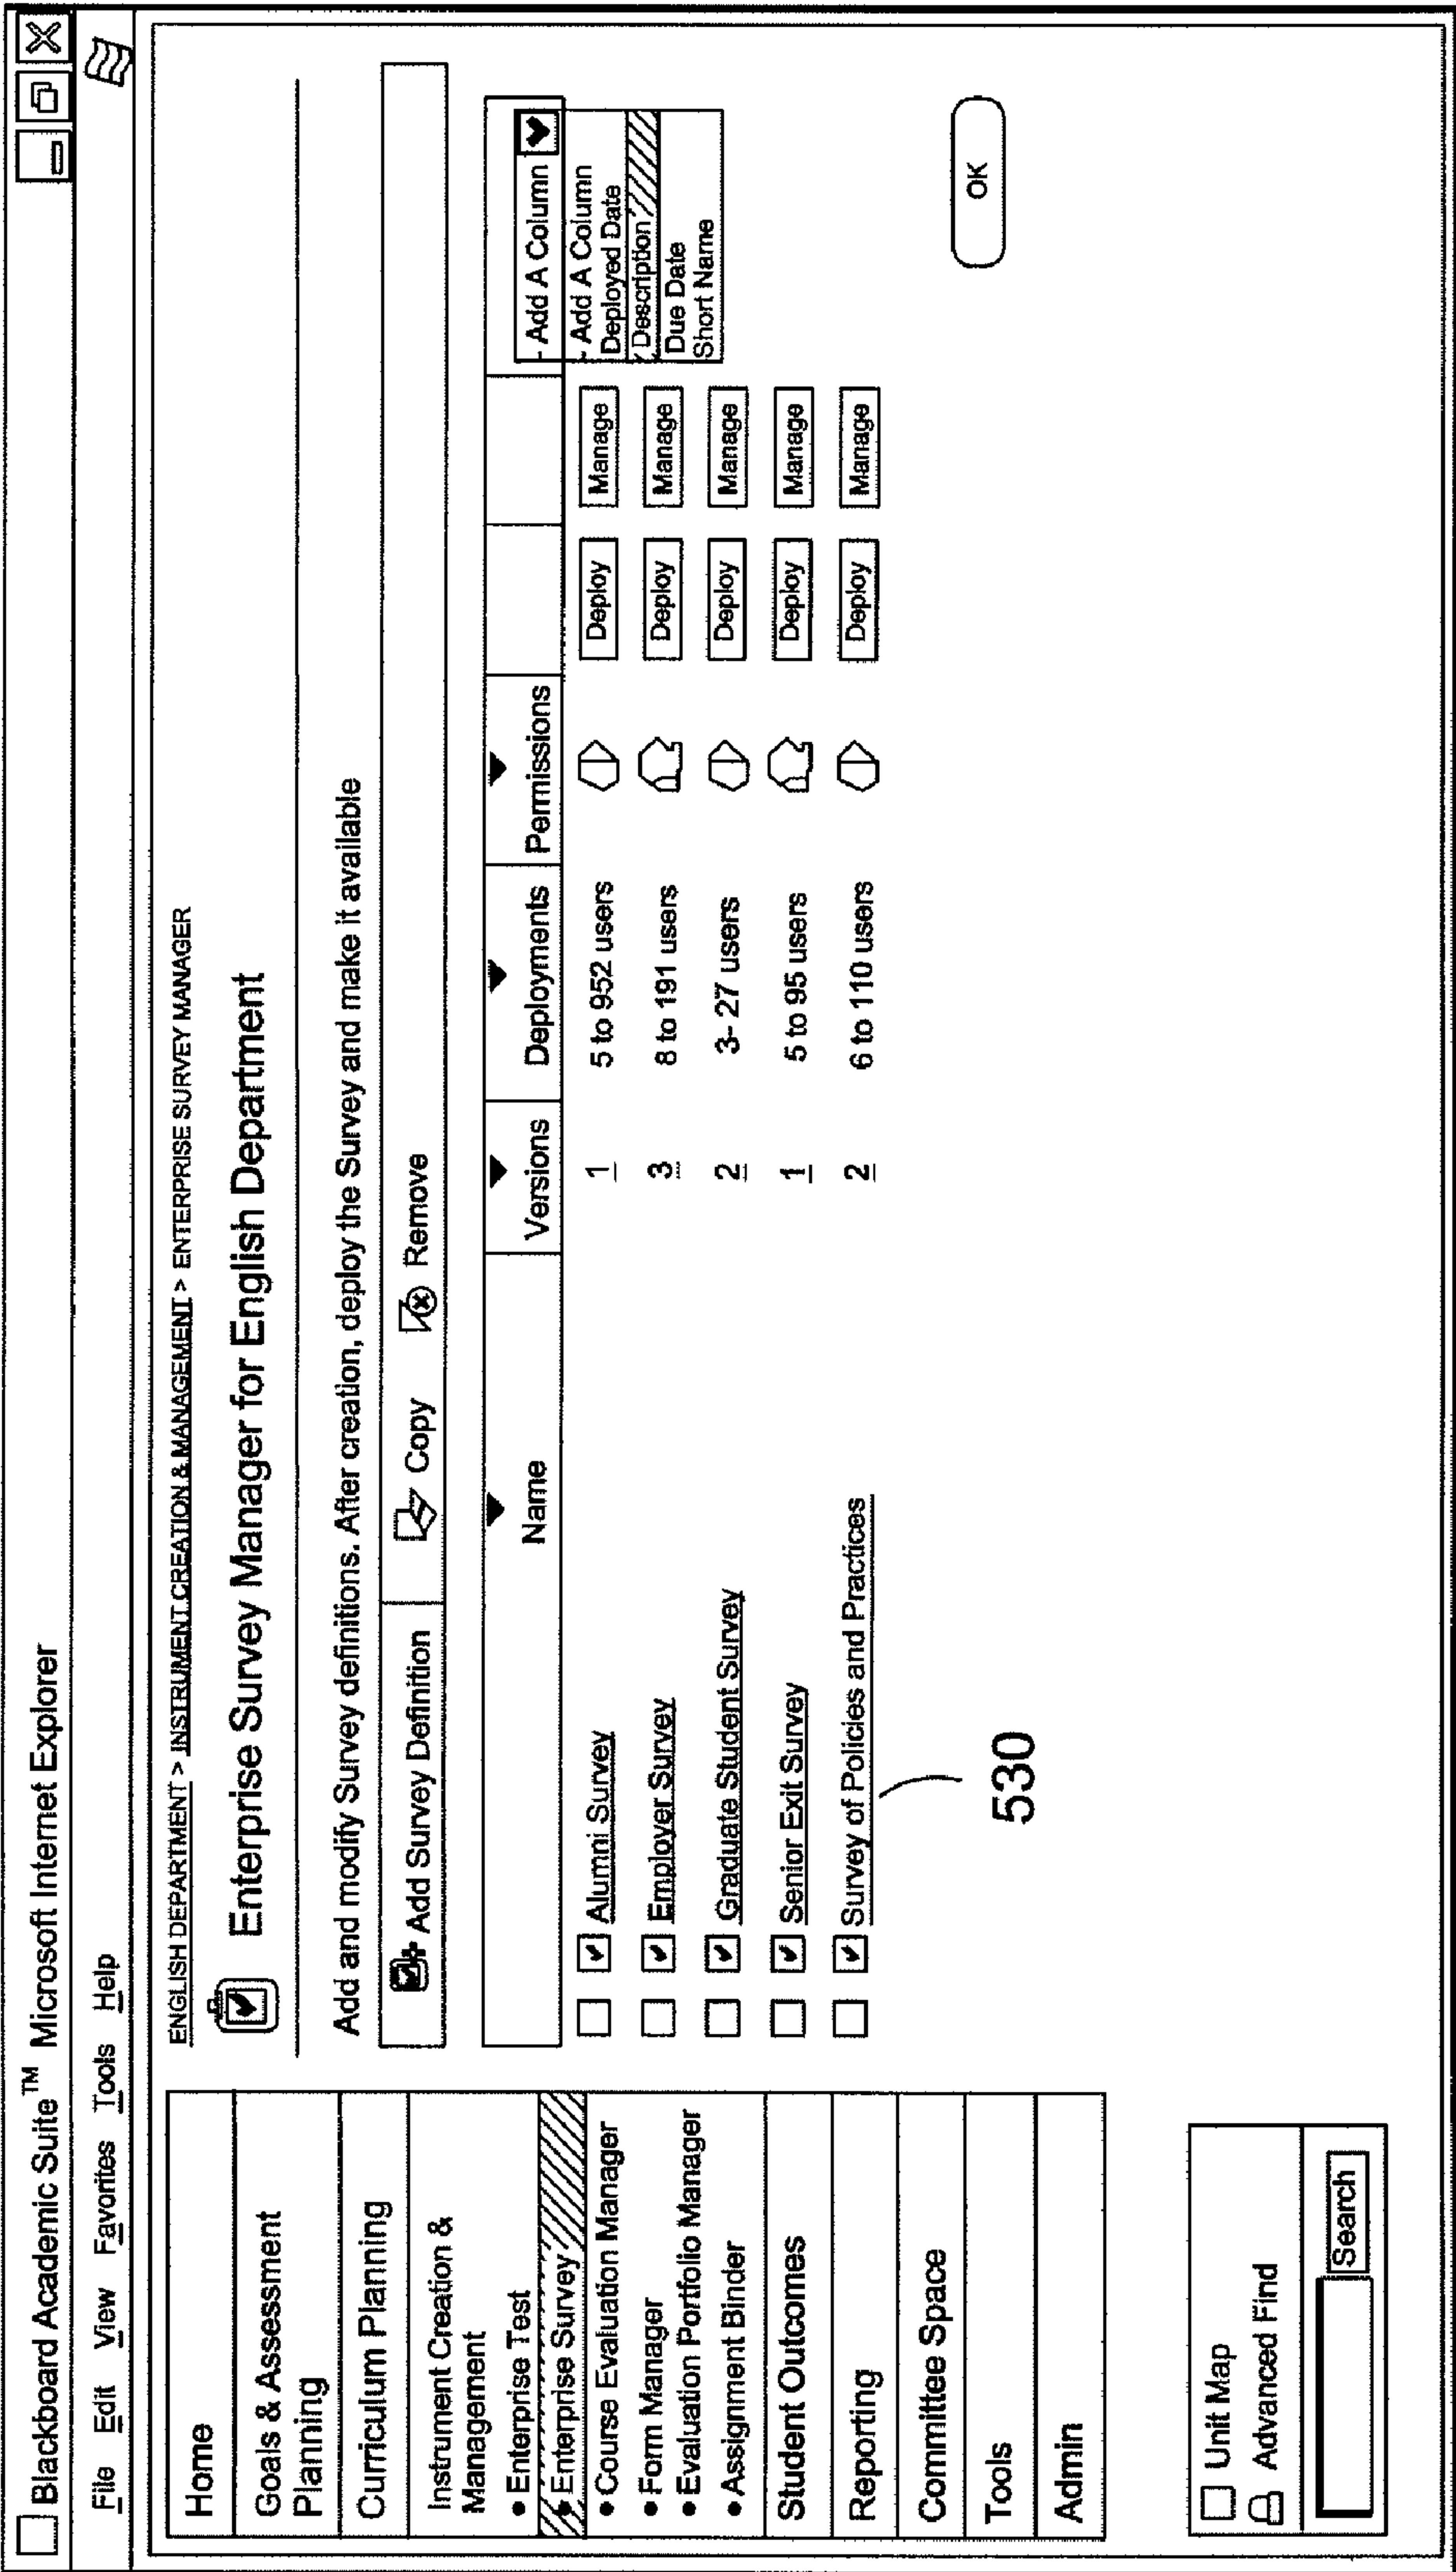 Blackboard Academic Suite™ Microsoft Internet Explorer
File Edit View Favorites Tools Help
Home
Goals & Assessment
Planning
Curriculum Planning
Instrument Creation &
Management
• Enterprise Test
• Enterprise Survey
• Course Evaluation Manager
• Form Manager
• Evaluation Portfolio Manager
• Assignment Binder
Student Outcomes
Reporting
Committee Space
Tools
Admin
Unit Map
Advanced Find
Search
ENGLISH DEPARTMENT > INSTRUMENT CREATION & MANAGEMENT > ENTERPRISE SURVEY MANAGER
Enterprise Survey Manager for English Department
Add and modify Survey definitions. After creation, deploy the Survey and make it available
Add Survey Definition Copy Remove
Name Versions Deployments Permissions - Add A Column
- Add A Column
Deployed Date
Description
Due Date
Short Name
Alumni Survey 1 5 to 952 users Deploy Manage
Employer Survey 3 8 to 191 users Deploy Manage
Graduate Student Survey 2 3- 27 users Deploy Manage
Senior Exit Survey 1 5 to 95 users Deploy Manage
Survey of Policies and Practices 2 6 to 110 users Deploy Manage
OK
530